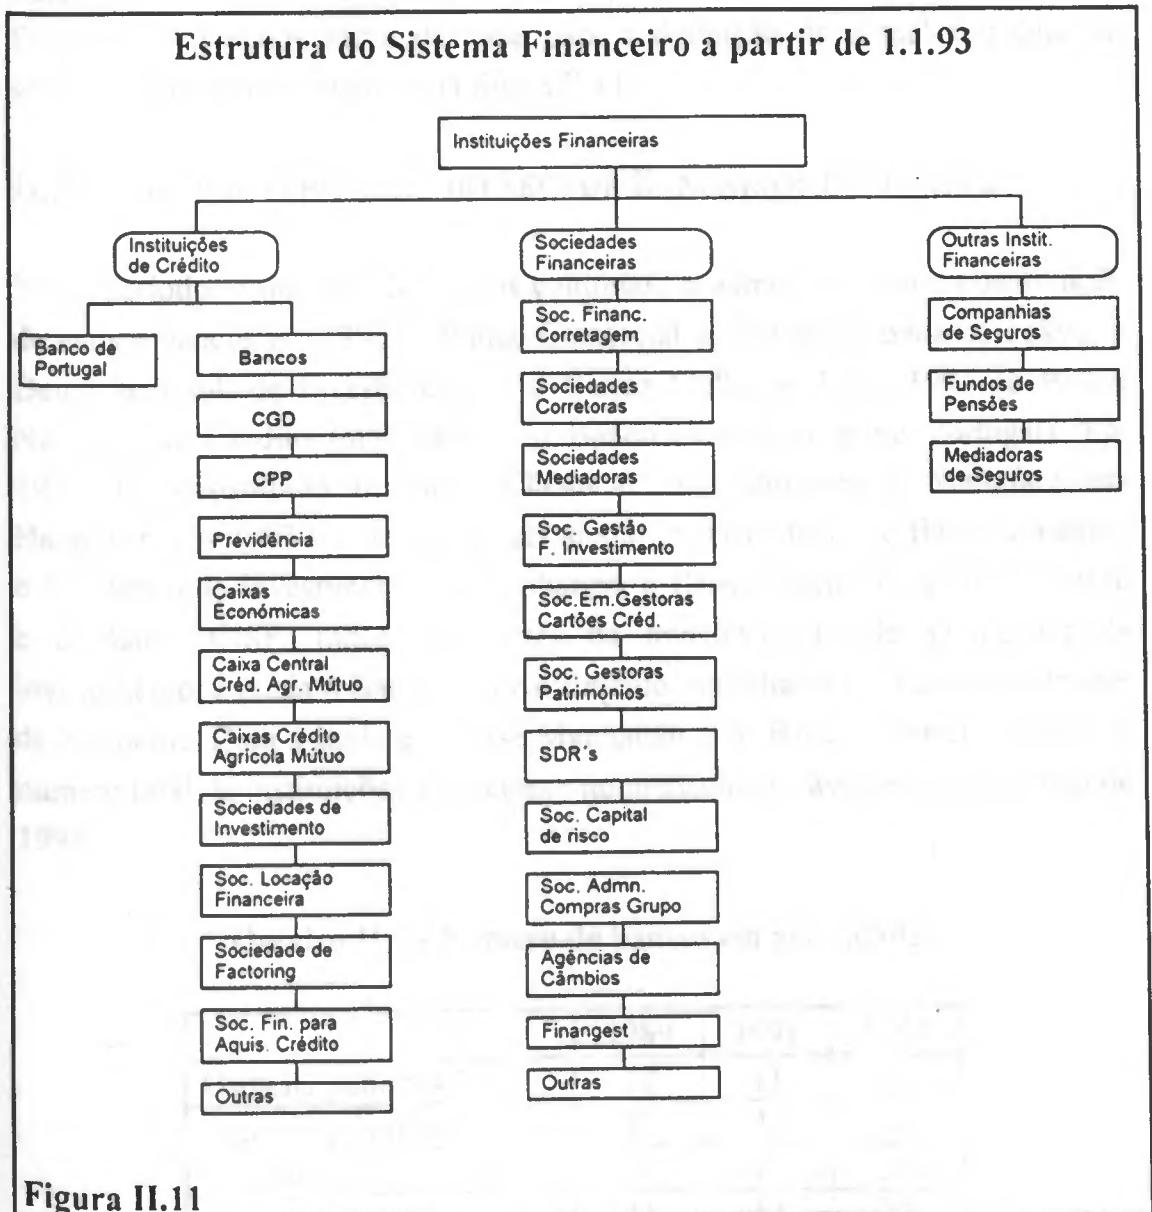 Estrutura do Sistema Financeiro a partir de 1.1.93
Instituições Financeiras
Instituições
de Crédito
Banco de
Portugal
Bancos
CGD
CPP
Previdência
Caixas
Económicas
Caixa Central
Créd. Agr. Mútuo
Caixas Crédito
Agrícola Mútuo
Sociedades de
Investimento
Soc. Locação
Financeira
Sociedade de
Factoring
Soc. Fin. para
Aquis. Crédito
Outras
Sociedades
Financeiras
Soc. Financ.
Corretagem
Sociedades
Corretoras
Sociedades
Mediadoras
Soc. Gestão
F. Investimento
Soc.Em.Gestoras
Cartões Créd.
Soc. Gestoras
Patrimónios
SDR's
Soc. Capital
de risco
Soc. Admn.
Compras Grupo
Agências de
Câmbios
Finangest
Outras
Outras Instit.
Financeiras
Companhias
de Seguros
Fundos de
Pensões
Mediadoras
de Seguros
Figura II.11